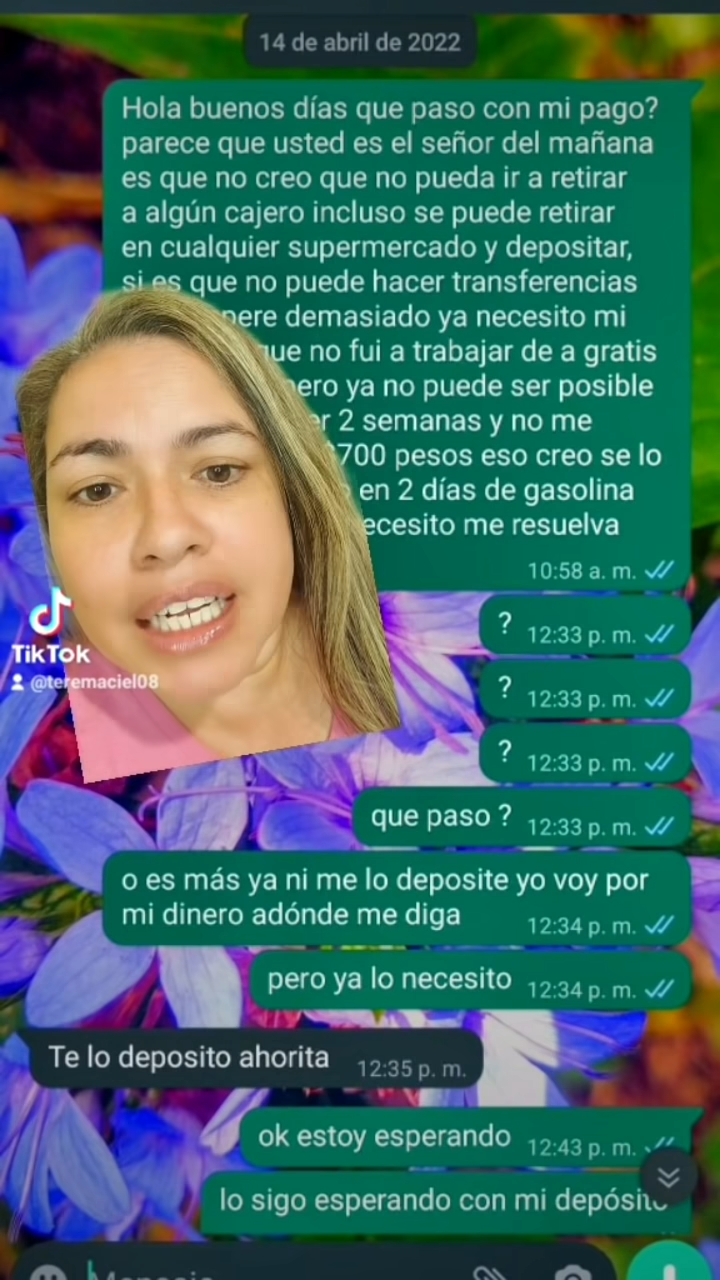 14 de abril de 2022
Hola buenos días que paso con mi pago?
parece que usted es el señor del mañana
es que no creo que no pueda ir a retirar
a algún cajero incluso se puede retirar
en cualquier supermercado y depositar,
si es que no puede hacer transferencias
demasiado ya necesito mi
que no fui a trabajar de a gratis
ya no puede ser posible
2 semanas y no me
700 pesos eso creo se lo
en 2 días de gasolina
me resuelva
10:58 a. m.
? 12:33 p. m.
? 12:33 p. m.
? 12:33 p. m.
que paso ? 12:33 p. m.
o es más ya ni me lo deposite yo voy por
mi dinero adónde me diga 12:34 p. m.
pero ya lo necesito 12:34 p. m.
Te lo deposito ahorita 12:35 p. m.
ok estoy esperando 12:43 p. m.
lo sigo esperando con mi depósito
TikTok
@teremaciel08